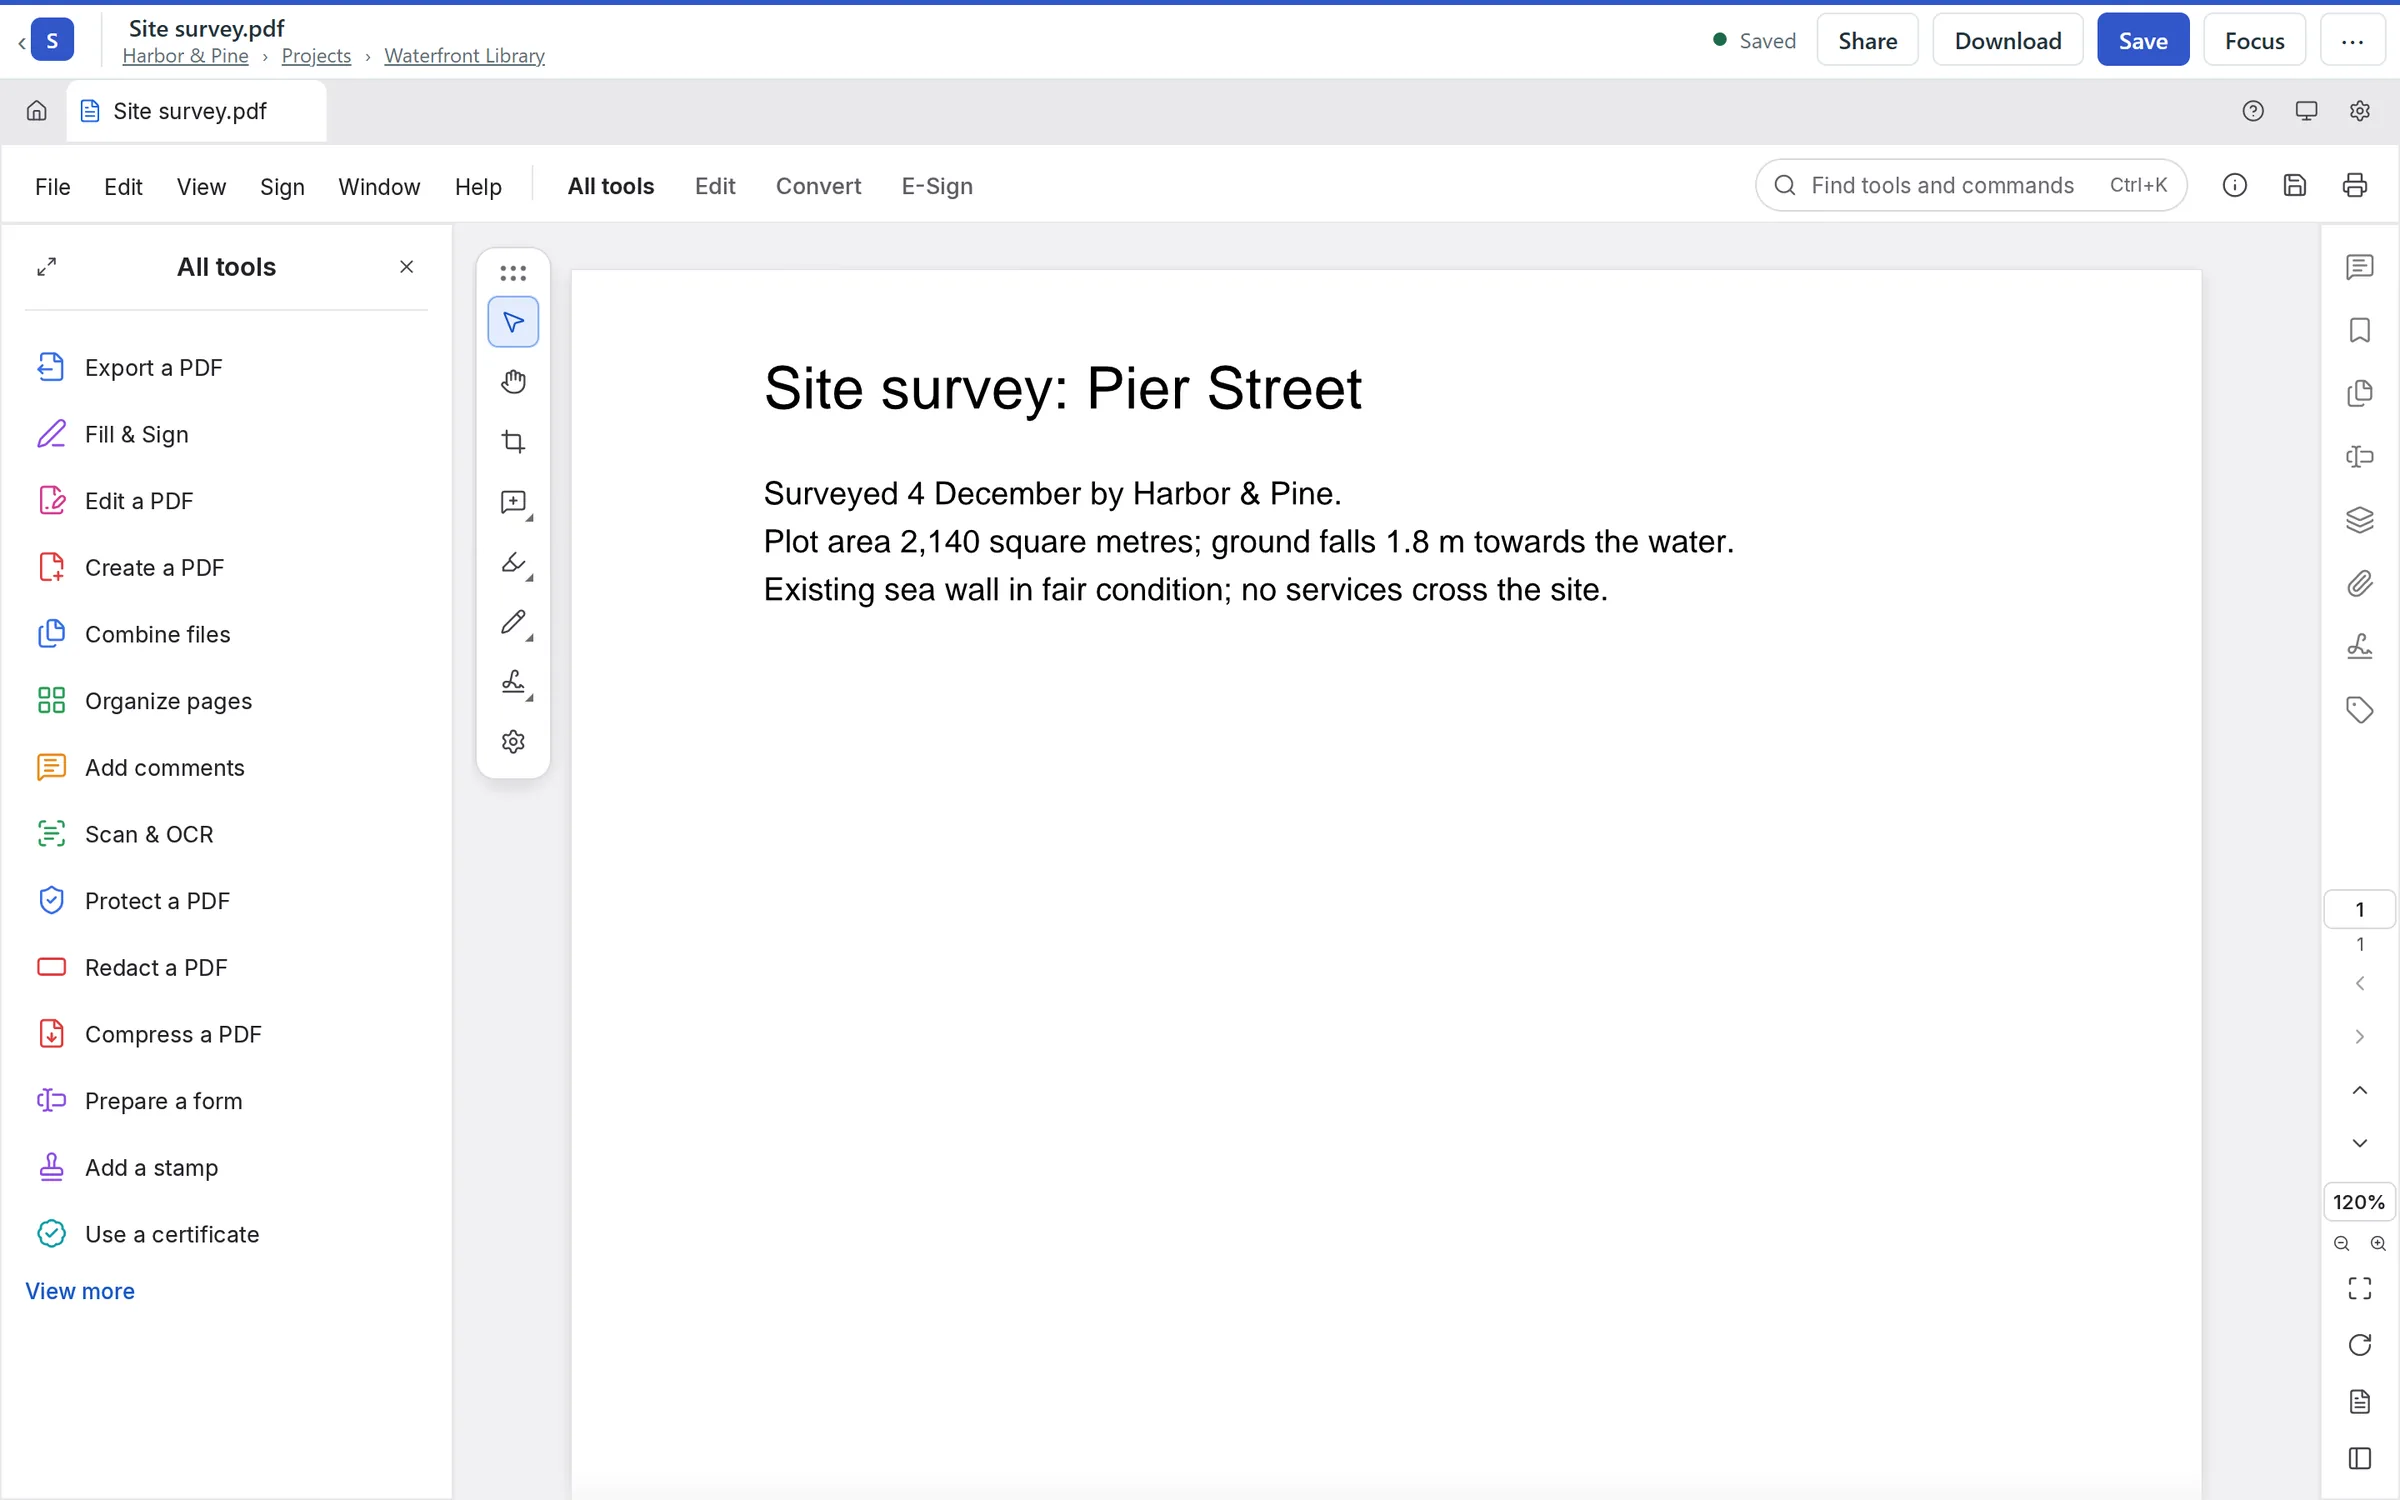 S
Site survey.pdf
Harbor & Pine › Projects › Waterfront Library
Saved
Share
Download
Save
Focus
Site survey.pdf
File
Edit
View
Sign
Window
Help
All tools
Edit
Convert
E-Sign
Find tools and commands
Ctrl+K
All tools
Export a PDF
Fill & Sign
Edit a PDF
Create a PDF
Combine files
Organize pages
Add comments
Scan & OCR
Protect a PDF
Redact a PDF
Compress a PDF
Prepare a form
Add a stamp
Use a certificate
View more
Site survey: Pier Street
Surveyed 4 December by Harbor & Pine.
Plot area 2,140 square metres; ground falls 1.8 m towards the water.
Existing sea wall in fair condition; no services cross the site.
1
1
120%